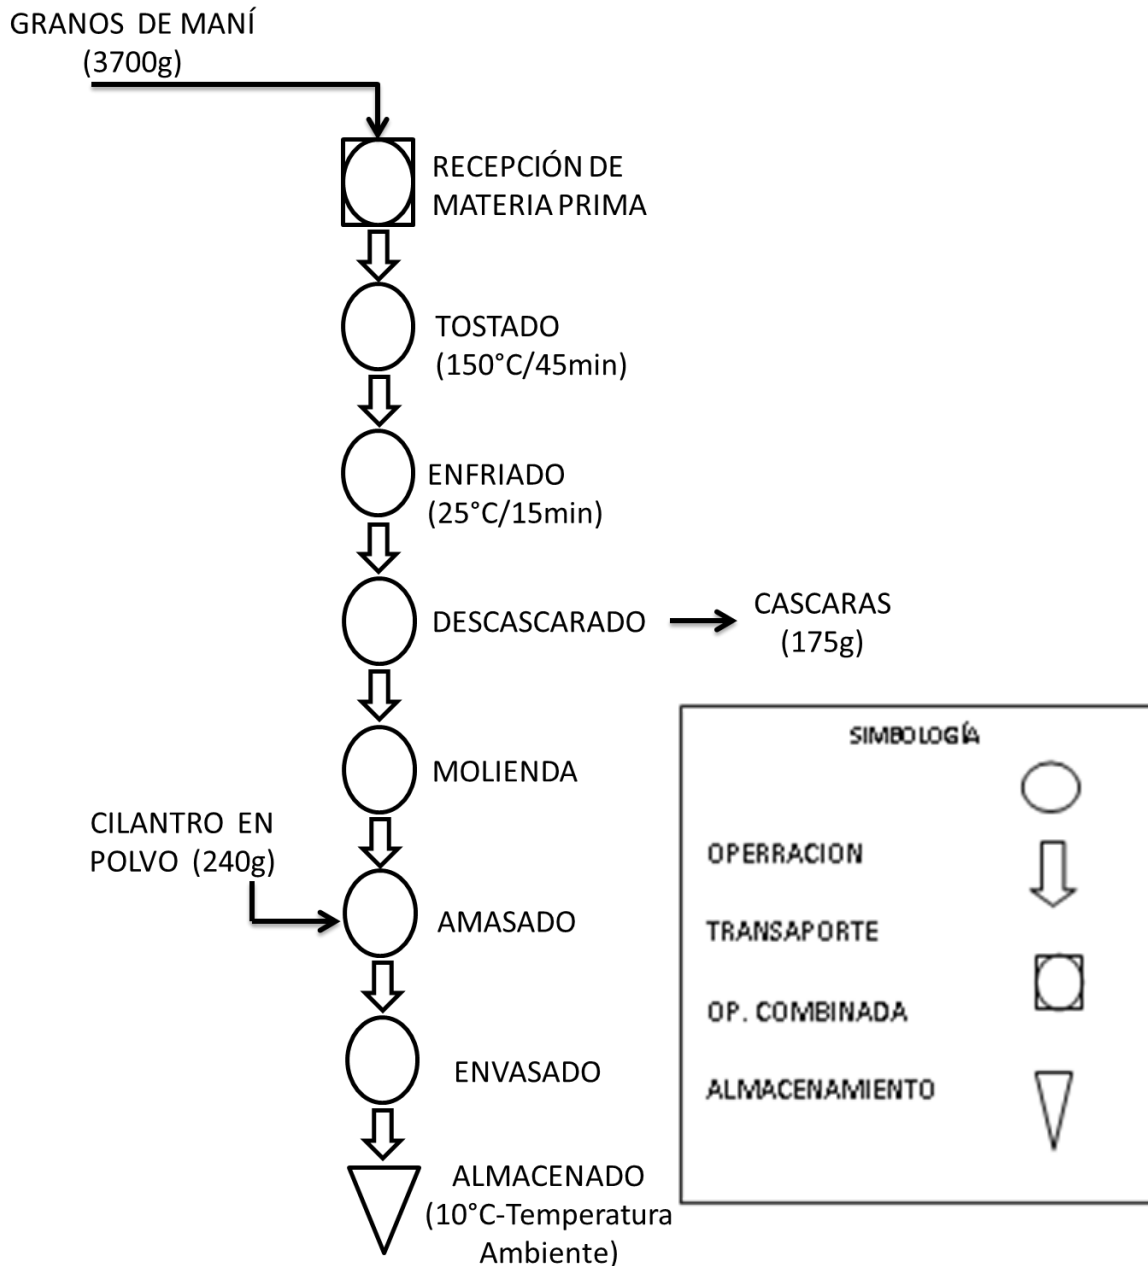 GRANOS DE MANÍ
(3700g)
RECEPCIÓN DE
MATERIA PRIMA
TOSTADO
(150°C/45min)
ENFRIADO
(25°C/15min)
DESCASCARADO
CASCARAS
(175g)
MOLIENDA
CILANTRO EN
POLVO (240g)
AMASADO
ENVASADO
ALMACENADO
(10°C-Temperatura
Ambiente)
SIMBOLOGÍA
OPERRACION
TRANSAPORTE
OP. COMBINADA
ALMACENAMIENTO